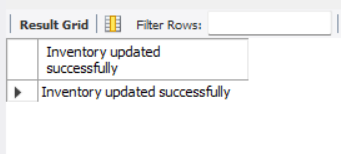 Result Grid Filter Rows:
Inventory updated
successfully
Inventory updated successfully